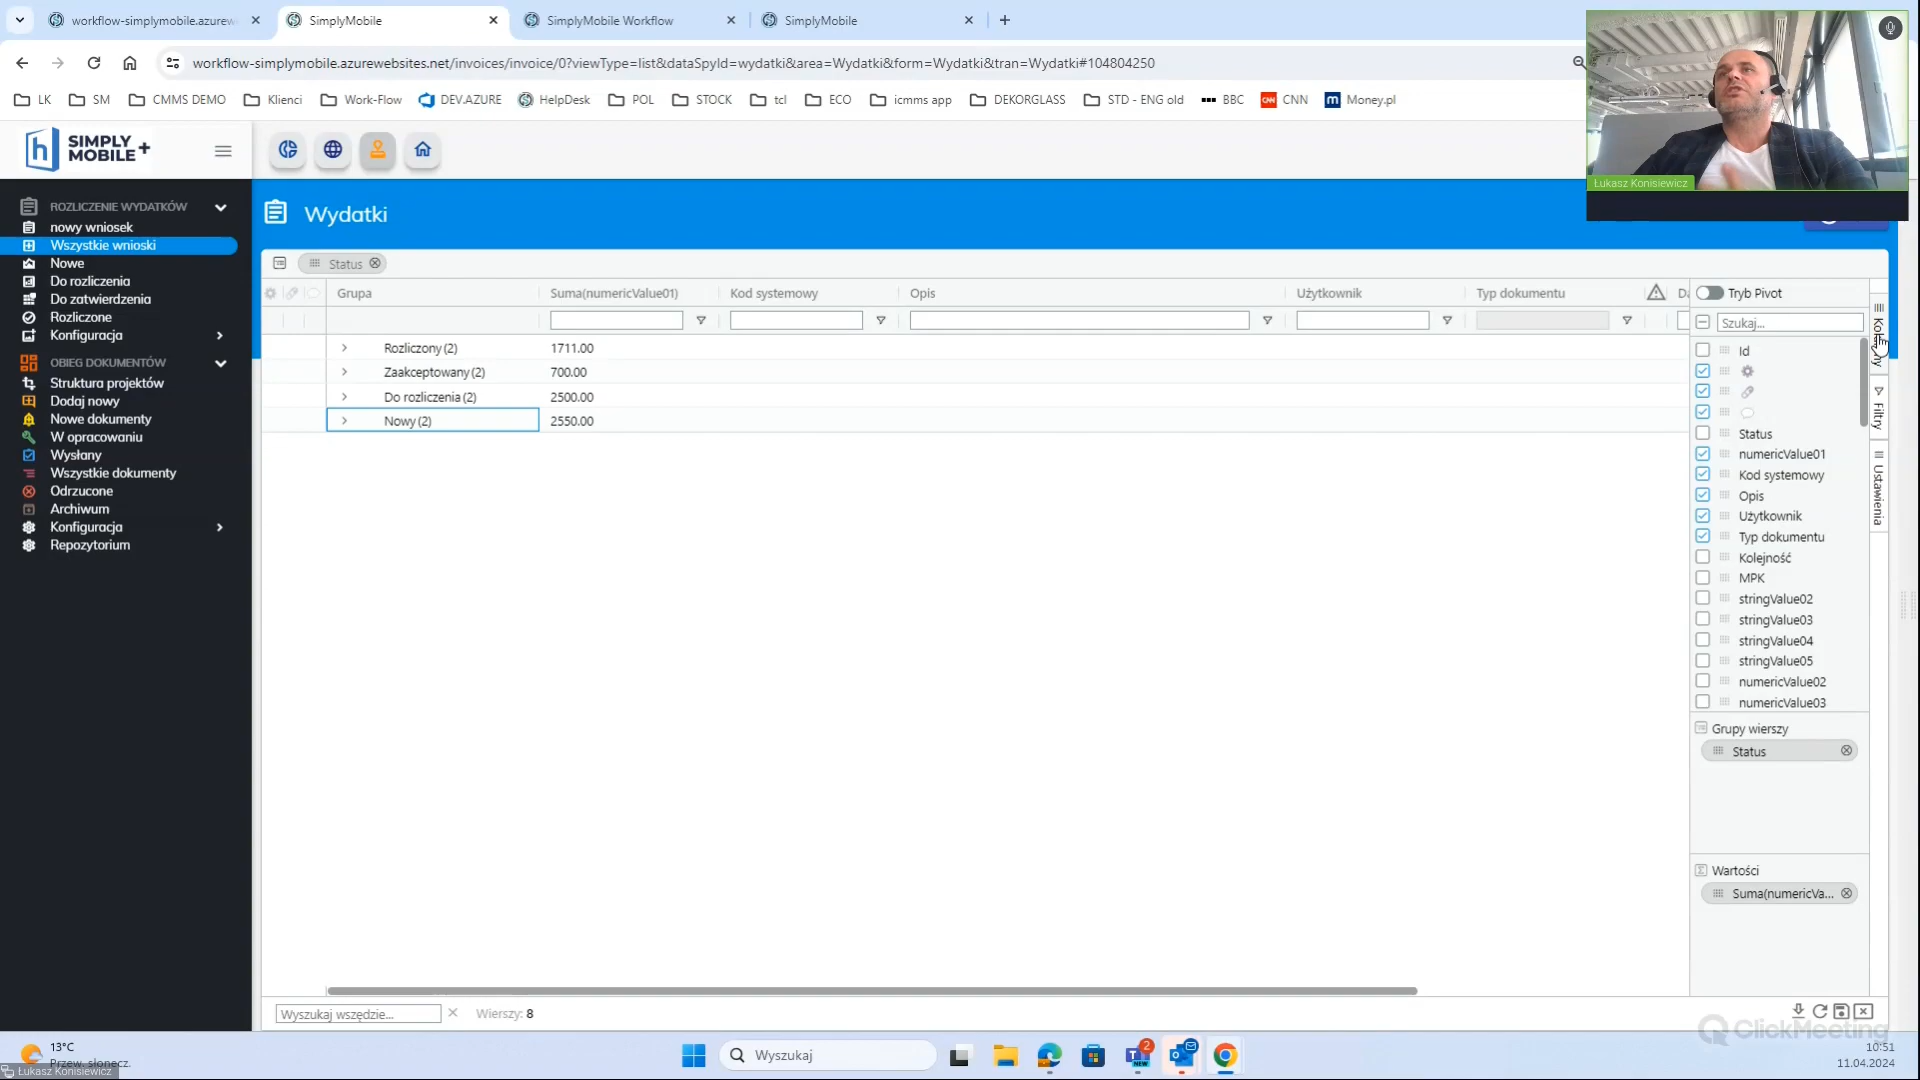 workflow-simplymobile.azurew
SimplyMobile
SimplyMobile Workflow
SimplyMobile
workflow-simplymobile.azurewebsites.net/invoices/invoice/0?viewType=list&dataSpyId=wydatki&area=Wydatki&form=Wydatki&tran=Wydatki#104804250
LK
SM
CMMS DEMO
Klienci
Work-Flow
DEV.AZURE
HelpDesk
POL
STOCK
tcl
ECO
icmms app
DEKORGLASS
STD - ENG old
BBC
CNN
Money.pl
Łukasz Konisiewicz
SIMPLY
MOBILE +
ROZLICZENIE WYDATKÓW
nowy wniosek
Wszystkie wnioski
Nowe
Do rozliczenia
Do zatwierdzenia
Rozliczone
Konfiguracja
OBIEG DOKUMENTÓW
Struktura projektów
Dodaj nowy
Nowe dokumenty
W opracowaniu
Wysłany
Wszystkie dokumenty
Odrzucone
Archiwum
Konfiguracja
Repozytorium
Wydatki
Status
Grupa
Suma(numericValue01)
Kod systemowy
Opis
Użytkownik
Typ dokumentu
Rozliczony (2) 1711.00
Zaakceptowany (2) 700.00
Do rozliczenia (2) 2500.00
Nowy (2) 2550.00
Tryb Pivot
Szukaj...
Id
Status
numericValue01
Kod systemowy
Opis
Użytkownik
Typ dokumentu
Kolejność
MPK
stringValue02
stringValue03
stringValue04
stringValue05
numericValue02
numericValue03
Filtry
Ustawienia
Grupy wierszy
Status
Wartości
Suma(numericVa...
Wyszukaj wszędzie...
Wierszy: 8
ClickMeeting
13°C
Przew. słonecz.
Łukasz Konisiewicz
Wyszukaj
2
NEW
10:51
11.04.2024